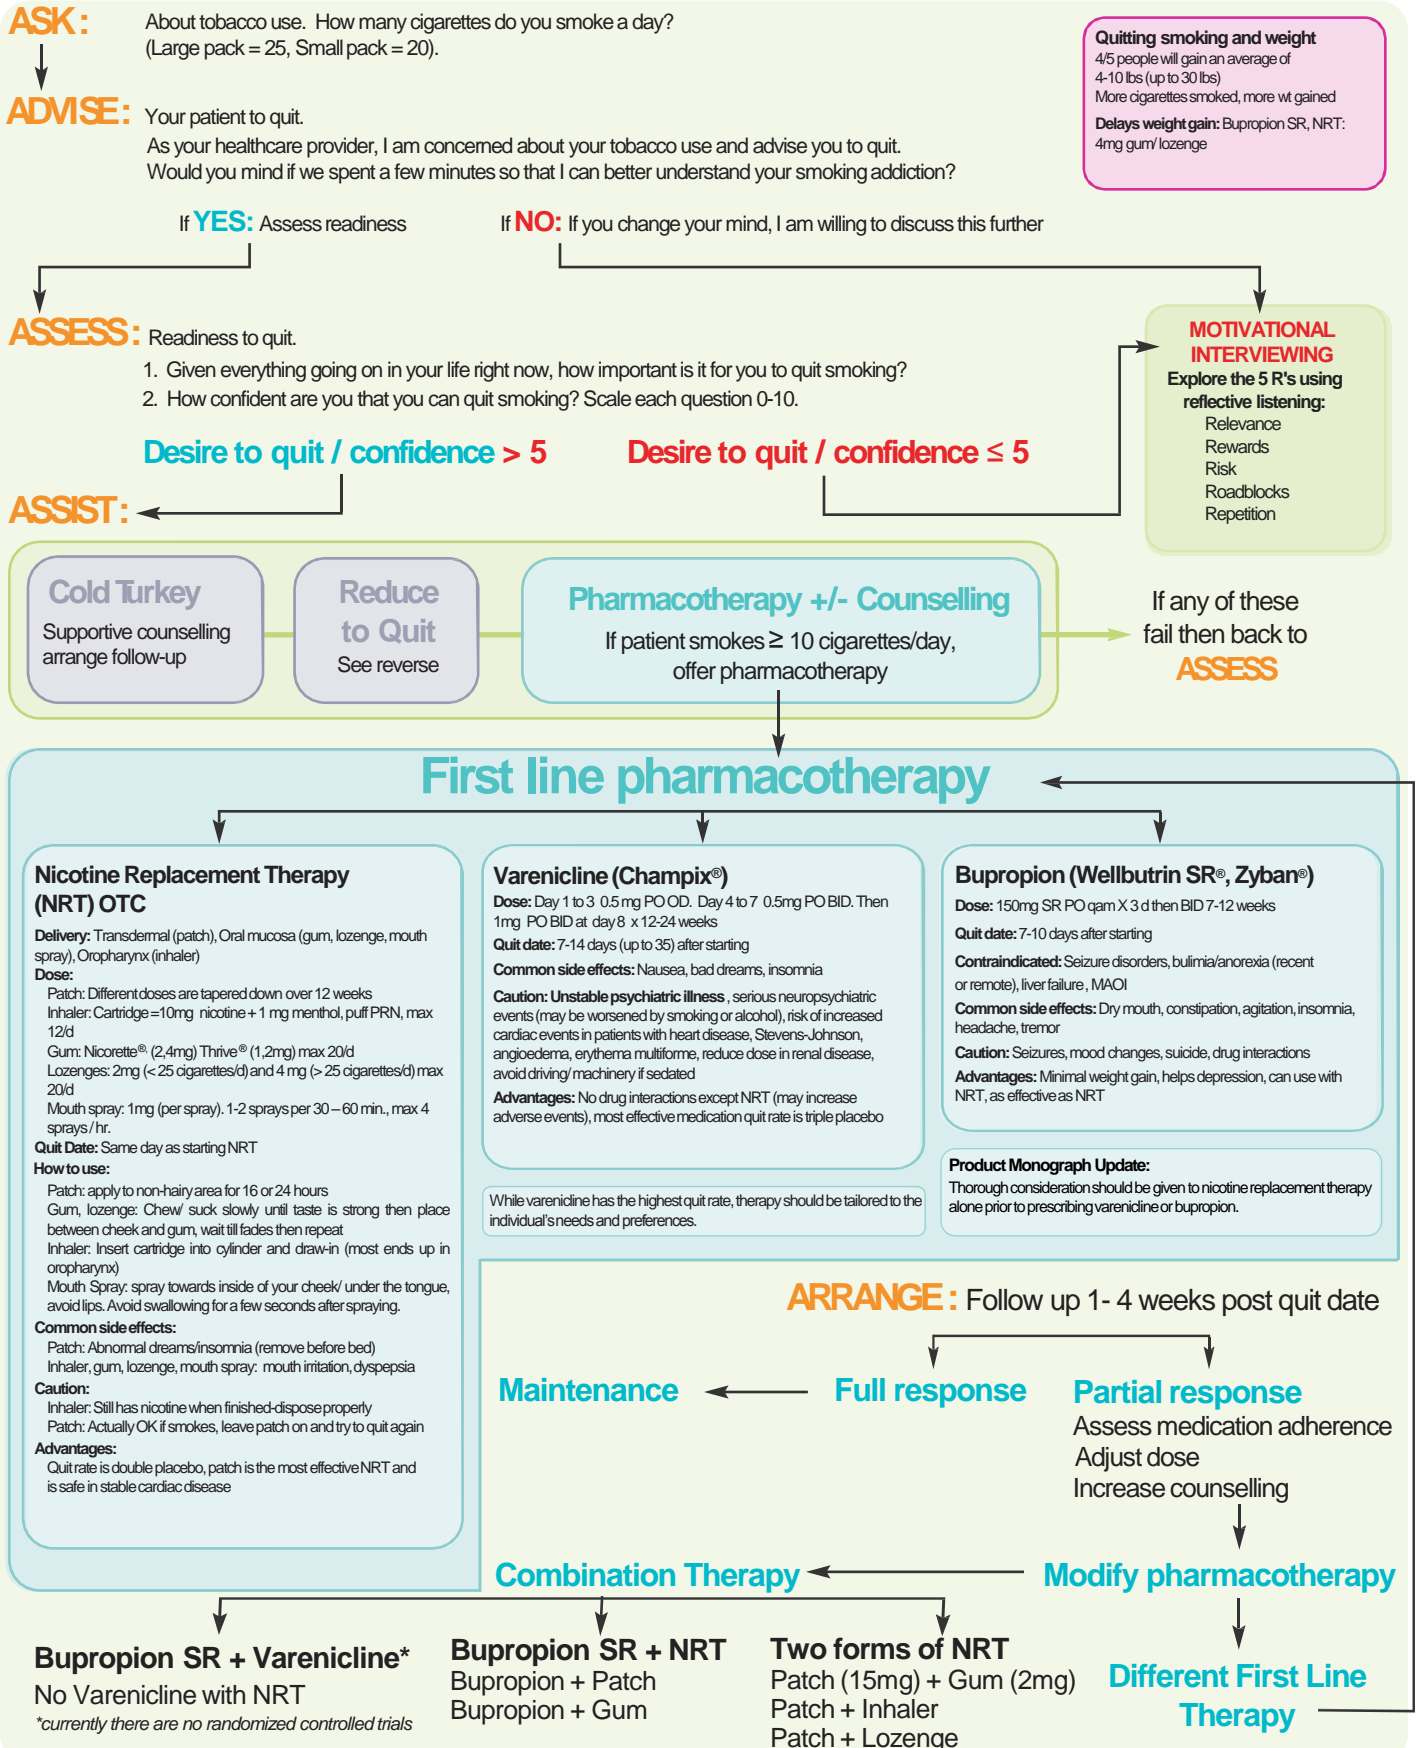 ASK: About tobacco use. How many cigarettes do you smoke a day?
(Large pack = 25, Small pack = 20).
Quitting smoking and weight
4/5 people will gain an average of
4-10 lbs (up to 30 lbs)
More cigarettes smoked, more wt gained
Delays weight gain: Bupropion SR, NRT:
4mg gum/ lozenge
ADVISE: Your patient to quit.
As your healthcare provider, I am concerned about your tobacco use and advise you to quit.
Would you mind if we spent a few minutes so that I can better understand your smoking addiction?
If YES: Assess readiness
If NO: If you change your mind, I am willing to discuss this further
ASSESS: Readiness to quit.
1. Given everything going on in your life right now, how important is it for you to quit smoking?
2. How confident are you that you can quit smoking? Scale each question 0-10.
Desire to quit / confidence > 5
Desire to quit / confidence ≤ 5
MOTIVATIONAL
INTERVIEWING
Explore the 5 R's using
reflective listening:
Relevance
Rewards
Risk
Roadblocks
Repetition
ASSIST:
Cold Turkey
Supportive counselling
arrange follow-up
Reduce
to Quit
See reverse
Pharmacotherapy +/- Counselling
If patient smokes ≥ 10 cigarettes/day,
offer pharmacotherapy
If any of these
fail then back to
ASSESS
First line pharmacotherapy
Nicotine Replacement Therapy
(NRT) OTC
Delivery: Transdermal (patch), Oral mucosa (gum, lozenge, mouth
spray), Oropharynx (inhaler)
Dose:
Patch: Different doses are tapered down over 12 weeks
Inhaler: Cartridge =10mg nicotine + 1 mg menthol, puff PRN, max
12/d
Gum: Nicorette®. (2,4mg) Thrive® (1,2mg) max 20/d
Lozenges: 2mg (< 25 cigarettes/d) and 4 mg (> 25 cigarettes/d) max
20/d
Mouth spray: 1mg (per spray). 1-2 sprays per 30 – 60 min., max 4
sprays / hr.
Quit Date: Same day as starting NRT
How to use:
Patch: apply to non-hairy area for 16 or 24 hours
Gum, lozenge: Chew/ suck slowly until taste is strong then place
between cheek and gum, wait till fades then repeat
Inhaler: Insert cartridge into cylinder and draw-in (most ends up in
oropharynx)
Mouth Spray: spray towards inside of your cheek/ under the tongue,
avoid lips. Avoid swallowing for a few seconds after spraying.
Common side effects:
Patch: Abnormal dreams/insomnia (remove before bed)
Inhaler, gum, lozenge, mouth spray: mouth irritation, dyspepsia
Caution:
Inhaler: Still has nicotine when finished-dispose properly
Patch: Actually OK if smokes, leave patch on and try to quit again
Advantages:
Quit rate is double placebo, patch is the most effective NRT and
is safe in stable cardiac disease
Varenicline (Champix®)
Dose: Day 1 to 3 0.5 mg PO OD. Day 4 to 7 0.5mg PO BID. Then
1mg PO BID at day 8 x 12-24 weeks
Quit date: 7-14 days (up to 35) after starting
Common side effects: Nausea, bad dreams, insomnia
Caution: Unstable psychiatric illness , serious neuropsychiatric
events (may be worsened by smoking or alcohol), risk of increased
cardiac events in patients with heart disease, Stevens-Johnson,
angioedema, erythema multiforme, reduce dose in renal disease,
avoid driving/ machinery if sedated
Advantages: No drug interactions except NRT (may increase
adverse events), most effective medication quit rate is triple placebo
While varenicline has the highest quit rate, therapy should be tailored to the
individual's needs and preferences.
Bupropion (Wellbutrin SR®, Zyban®)
Dose: 150mg SR PO qam X 3 d then BID 7-12 weeks
Quit date: 7-10 days after starting
Contraindicated: Seizure disorders, bulimia/anorexia (recent
or remote), liver failure , MAOI
Common side effects: Dry mouth, constipation, agitation, insomnia,
headache, tremor
Caution: Seizures, mood changes, suicide, drug interactions
Advantages: Minimal weight gain, helps depression, can use with
NRT, as effective as NRT
Product Monograph Update:
Thorough consideration should be given to nicotine replacement therapy
alone prior to prescribing varenicline or bupropion.
ARRANGE: Follow up 1- 4 weeks post quit date
Maintenance
Full response
Partial response
Assess medication adherence
Adjust dose
Increase counselling
Combination Therapy
Modify pharmacotherapy
Bupropion SR + Varenicline*
No Varenicline with NRT
*currently there are no randomized controlled trials
Bupropion SR + NRT
Bupropion + Patch
Bupropion + Gum
Two forms of NRT
Patch (15mg) + Gum (2mg)
Patch + Inhaler
Patch + Lozenge
Different First Line
Therapy